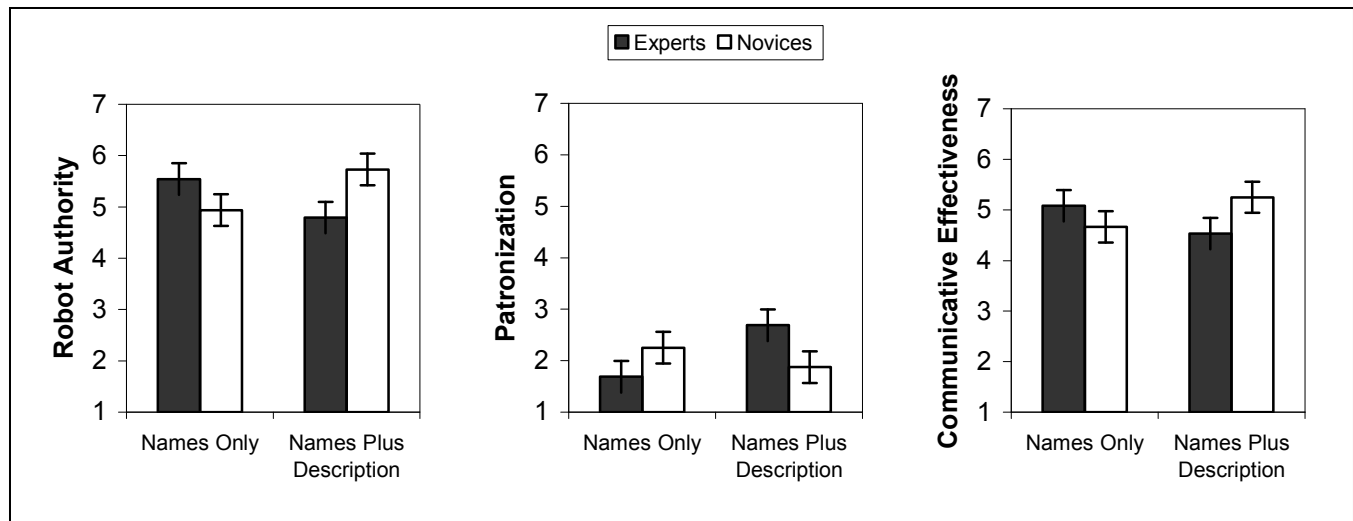 Experts Novices
Robot Authority
7
6
5
4
3
2
1
Names Only
Names Plus
Description
Patronization
7
6
5
4
3
2
1
Names Only
Names Plus
Description
Communicative Effectiveness
7
6
5
4
3
2
1
Names Only
Names Plus
Description